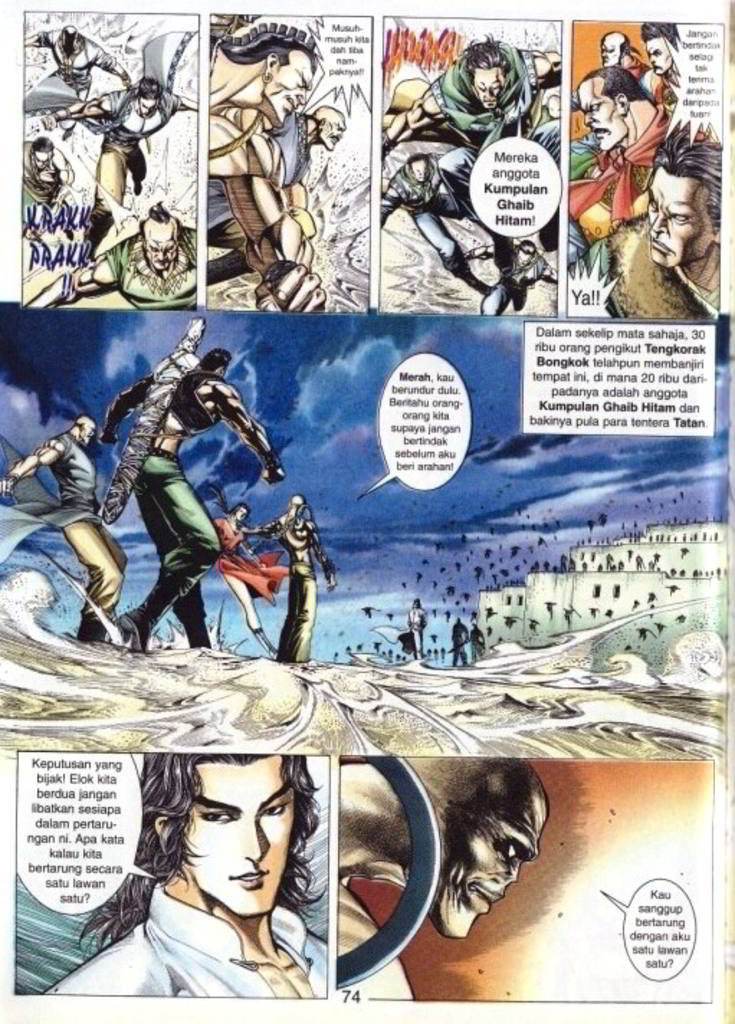 KRAKK
PRAKK
!!
Musuh-
musuh kita
dah tiba
nam-
paknya!!
Mereka
anggota
Kumpulan
Ghaib
Hitam!
Jangan
bertindak
selag
tak
terima
arahan
daripada
tuan!
Ya!!
Dalam sekelip mata sahaja, 30
ribu orang pengikut Tengkorak
Bongkok telahpun membanjiri
tempat ini, di mana 20 ribu dari-
padanya adalah anggota
Kumpulan Ghaib Hitam dan
bakinya pula para tentera Tatan.
Merah, kau
berundur dulu.
Beritahu orang-
orang kita
supaya jangan
bertindak
sebelum aku
beri arahan!
Keputusan yang
bijak! Elok kita
berdua jangan
libatkan sesiapa
dalam pertaru-
ngan ni. Apa kata
kalau kita
bertarung secara
satu lawan
satu?
Kau
sanggup
bertarung
dengan aku
satu lawan
satu?
74